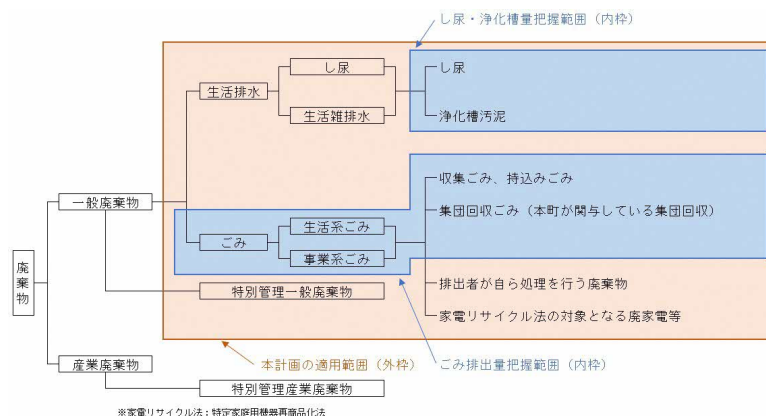 し尿・浄化槽量把握範囲（内枠）
し尿
し尿
生活排水
生活雑排水
浄化槽汚泥
収集ごみ、持込みごみ
一般廃棄物
集団回収ごみ（本町が関与している集団回収）
生活系ごみ
ごみ
事業系ごみ
廃棄物
特別管理一般廃棄物
排出者が自ら処理を行う廃棄物
家電リサイクル法の対象となる廃家電等
産業廃棄物
本計画の適用範囲（外枠）
ごみ排出量把握範囲（内枠）
特別管理産業廃棄物
※家電リサイクル法：特定家庭用機器再商品化法